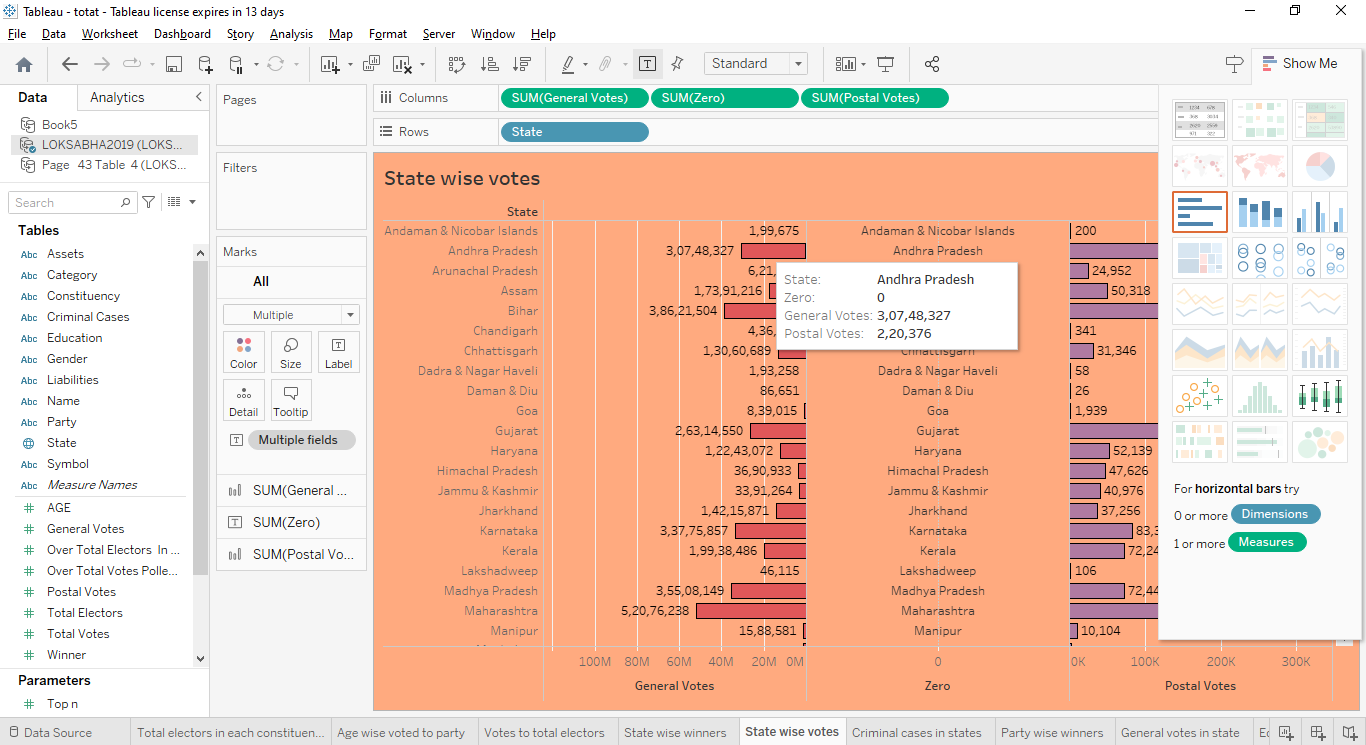 Tableau - totat - Tableau license expires in 13 days
File Data Worksheet Dashboard Story Analysis Map Format Server Window Help
Standard
Show Me
Data Analytics
Book5
LOKSABHA2019 (LOKS...
Page 43 Table 4 (LOKS...
Search
Tables
Abc Assets
Abc Category
Abc Constituency
Abc Criminal Cases
Abc Education
Abc Gender
Abc Liabilities
Abc Name
Abc Party
State
Abc Symbol
Abc Measure Names
# AGE
# General Votes
# Over Total Electors In ...
# Over Total Votes Polle...
# Postal Votes
# Total Electors
# Total Votes
# Winner
Parameters
# Top n
Pages
Filters
Marks
All
Multiple
Color Size Label
Detail Tooltip
Multiple fields
SUM(General ...
SUM(Zero)
SUM(Postal Vo...
Columns SUM(General Votes) SUM(Zero) SUM(Postal Votes)
Rows State
State wise votes
State
Andaman & Nicobar Islands 1,99,675 Andaman & Nicobar Islands 200
Andhra Pradesh 3,07,48,327 Andhra Pradesh
Arunachal Pradesh 6,21, 24,952
Assam 1,73,91,216 50,318
Bihar 3,86,21,504
Chandigarh 4,36, 341
Chhattisgarh 1,30,60,689 Chhattisgarh 31,346
Dadra & Nagar Haveli 1,93,258 Dadra & Nagar Haveli 58
Daman & Diu 86,651 Daman & Diu 26
Goa 8,39,015 Goa 1,939
Gujarat 2,63,14,550 Gujarat
Haryana 1,22,43,072 Haryana 52,139
Himachal Pradesh 36,90,933 Himachal Pradesh 47,626
Jammu & Kashmir 33,91,264 Jammu & Kashmir 40,976
Jharkhand 1,42,15,871 Jharkhand 37,256
Karnataka 3,37,75,857 Karnataka 83,3
Kerala 1,99,38,486 Kerala 72,24
Lakshadweep 46,115 Lakshadweep 106
Madhya Pradesh 3,55,08,149 Madhya Pradesh 72,44
Maharashtra 5,20,76,238 Maharashtra
Manipur 15,88,581 Manipur 10,104
100M 80M 60M 40M 20M 0M 0 0K 100K 200K 300K
General Votes Zero Postal Votes
State: Andhra Pradesh
Zero: 0
General Votes: 3,07,48,327
Postal Votes: 2,20,376
For horizontal bars try
0 or more Dimensions
1 or more Measures
Data Source Total electors in each constituen... Age wise voted to party Votes to total electors State wise winners State wise votes Criminal cases in states Party wise winners General votes in state